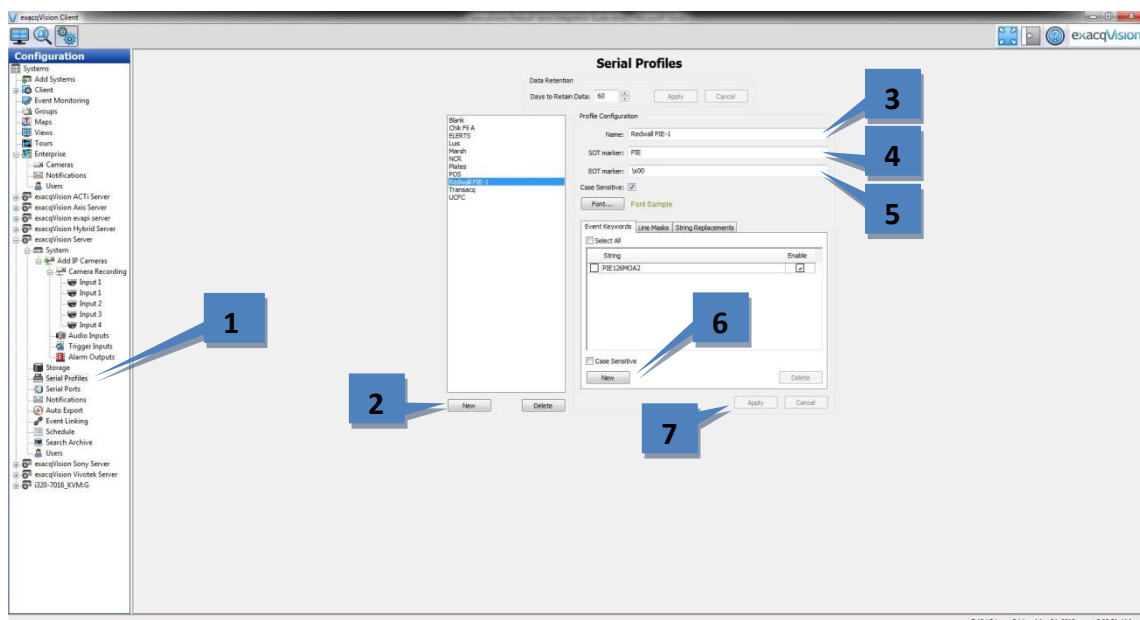 exacqVision Client
exacqVision
Configuration
Systems
Add Systems
Client
Event Monitoring
Groups
Maps
Views
Tours
Enterprise
Cameras
Notifications
Users
exacqVision ACTi Server
exacqVision Axis Server
exacqVision evapi server
exacqVision Hybrid Server
exacqVision Server
System
Add IP Cameras
Camera Recording
Input 1
Input 1
Input 2
Input 3
Input 4
Audio Inputs
Trigger Inputs
Alarm Outputs
Storage
Serial Profiles
Serial Ports
Notifications
Auto Export
Event Linking
Schedule
Search Archive
Users
exacqVision Sony Server
exacqVision Vivotek Server
i320-7016_KVM:G
Serial Profiles
Data Retention
Days to Retain Data: 60 Apply Cancel
Blank
Chik Fil A
ELERTS
Luis
Marsh
NCR
Plates
POS
Redwall PIE-1
Transacq
UCFC
New Delete
Profile Configuration
Name: Redwall PIE-1
SOT marker: PIE
EOT marker: \x00
Case Sensitive:
Font... Font Sample
Event Keywords Line Masks String Replacements
Select All
String Enable
PIE126MOA2
Case Sensitive
New Delete
Apply Cancel
1
2
3
4
5
6
7